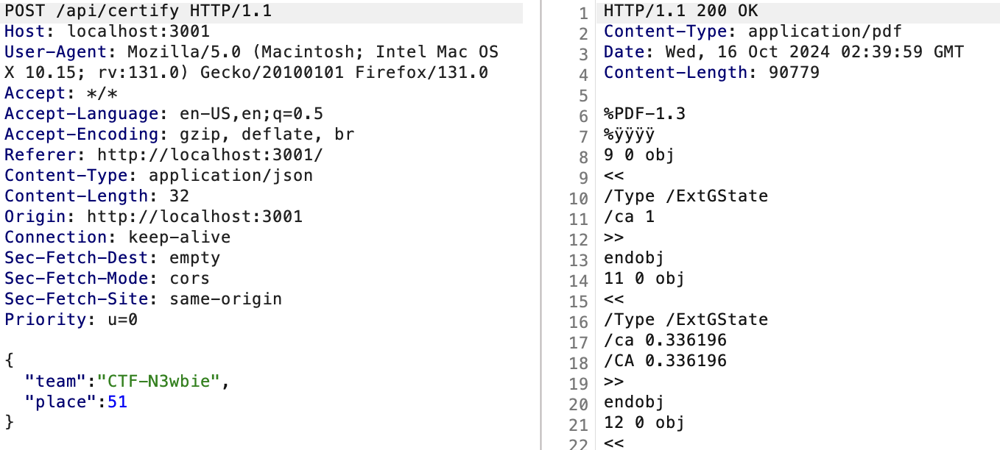 POST /api/certify HTTP/1.1
Host: localhost:3001
User-Agent: Mozilla/5.0 (Macintosh; Intel Mac OS
X 10.15; rv:131.0) Gecko/20100101 Firefox/131.0
Accept: */*
Accept-Language: en-US,en;q=0.5
Accept-Encoding: gzip, deflate, br
Referer: http://localhost:3001/
Content-Type: application/json
Content-Length: 32
Origin: http://localhost:3001
Connection: keep-alive
Sec-Fetch-Dest: empty
Sec-Fetch-Mode: cors
Sec-Fetch-Site: same-origin
Priority: u=0
{
"team":"CTF-N3wbie",
"place":51
}
1 HTTP/1.1 200 OK
2 Content-Type: application/pdf
3 Date: Wed, 16 Oct 2024 02:39:59 GMT
4 Content-Length: 90779
5
6 %PDF-1.3
7 %ÿÿÿÿ
8 9 0 obj
9 <<
10 /Type /ExtGState
11 /ca 1
12 >>
13 endobj
14 11 0 obj
15 <<
16 /Type /ExtGState
17 /ca 0.336196
18 /CA 0.336196
19 >>
20 endobj
21 12 0 obj
22 <<